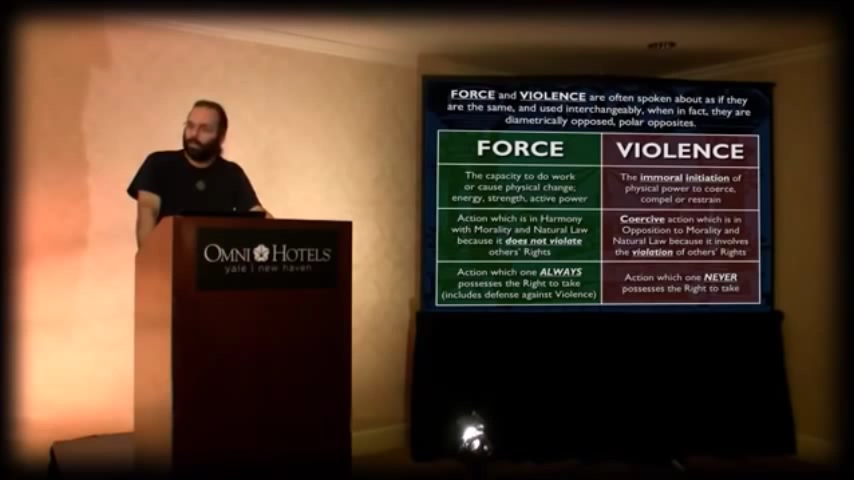 FORCE and VIOLENCE are often spoken about as if they
are the same, and used interchangeably, when in fact, they are
diametrically opposed, polar opposites.
FORCE
VIOLENCE
The capacity to do work
or cause physical change;
energy, strength, active power
The immoral initiation of
physical power to coerce,
compel or restrain
Action which is in Harmony
with Morality and Natural Law
because it does not violate
others' Rights
Coercive action which is in
Opposition to Morality and
Natural Law because it involves
the violation of others' Rights
Action which one ALWAYS
possesses the Right to take
(includes defense against Violence)
Action which one NEVER
possesses the Right to take
OMNI HOTELS®
yale | new haven